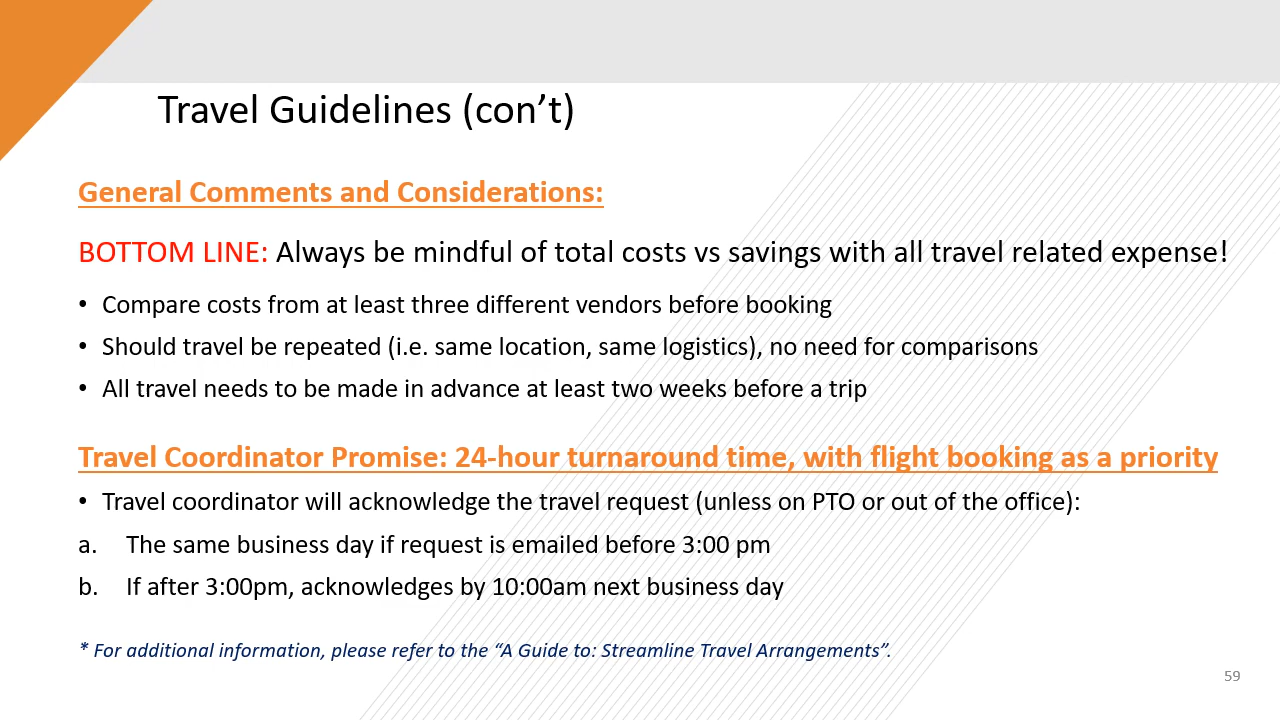 Travel Guidelines (con’t)
General Comments and Considerations:
BOTTOM LINE: Always be mindful of total costs vs savings with all travel related expense!
• Compare costs from at least three different vendors before booking
• Should travel be repeated (i.e. same location, same logistics), no need for comparisons
• All travel needs to be made in advance at least two weeks before a trip
Travel Coordinator Promise: 24-hour turnaround time, with flight booking as a priority
• Travel coordinator will acknowledge the travel request (unless on PTO or out of the office):
a. The same business day if request is emailed before 3:00 pm
b. If after 3:00pm, acknowledges by 10:00am next business day
* For additional information, please refer to the “A Guide to: Streamline Travel Arrangements”.
59